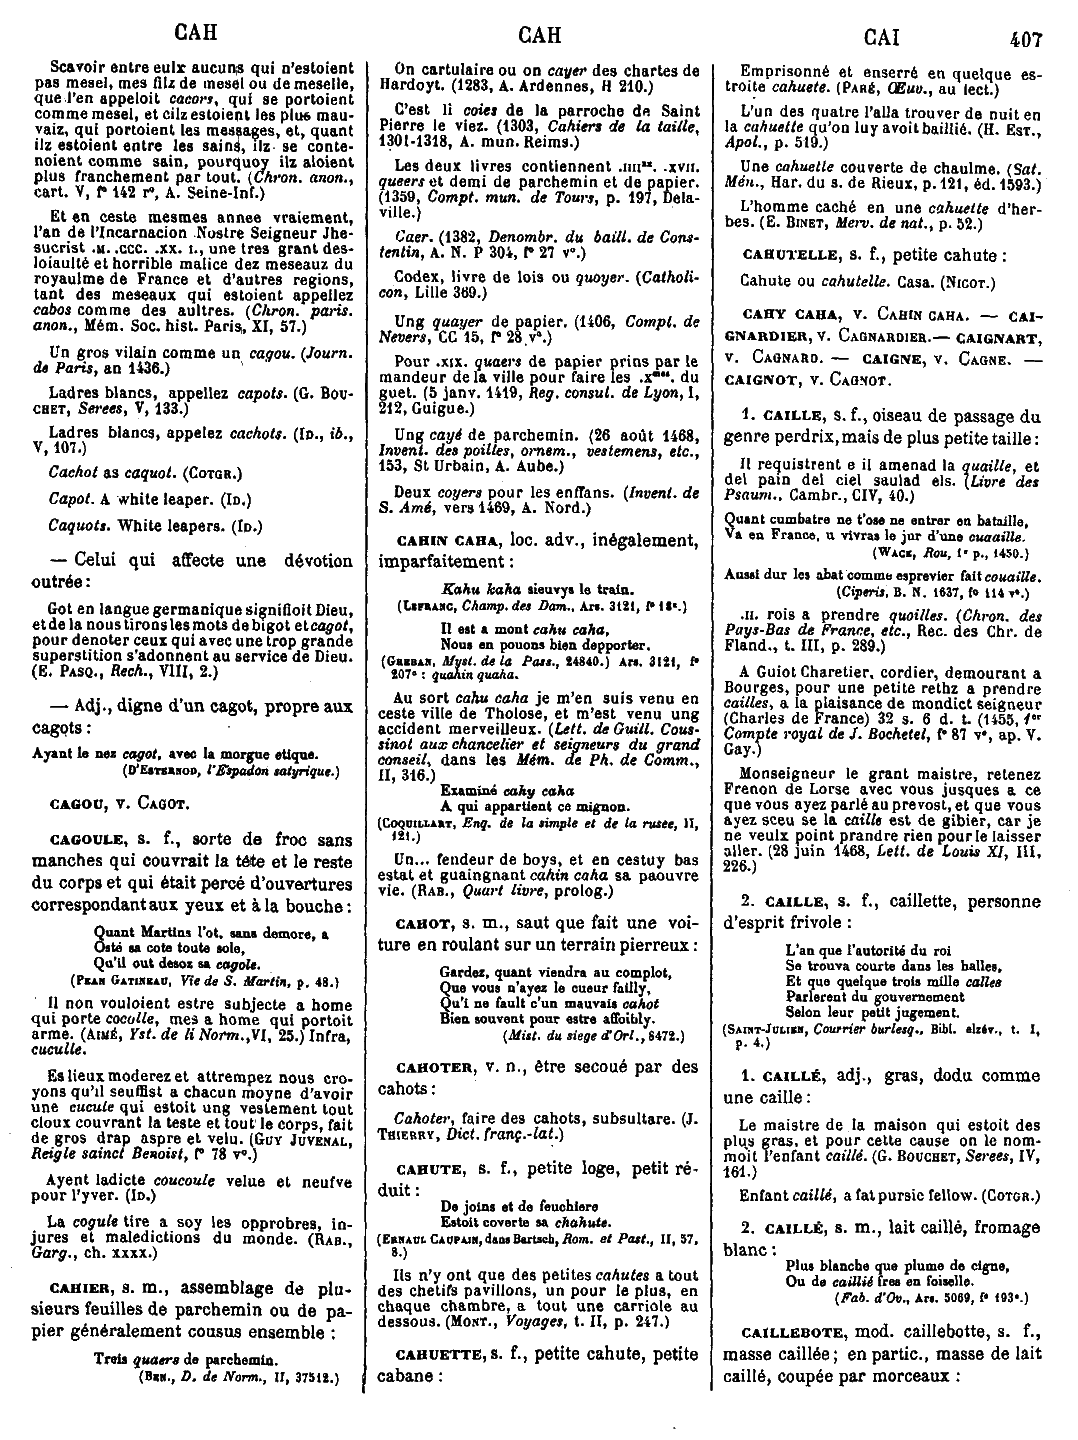 CAH
CAH
CAI 407
Scavoir entre eulx aucuns qui n'estoient
pas mesel, mes filz de mesel ou de meselle,
que l'en appeloit cacors, qui se portoient
comme mesel, et cilz estoient les plus mau-
vaiz, qui portoient les messages, et, quant
ilz estoient entre les sains, ilz se conte-
noient comme sain, pourquoy ilz aloient
plus franchement par tout. (Chron. anon.,
cart. V, f° 142 r°, A. Seine-Inf.)
Et en ceste mesmes annee vraiement,
l'an de l'Incarnacion Nostre Seigneur Jhe-
sucrist .M. .CCC. .XX. I., une tres grant des-
loiaulté et horrible malice dez meseauz du
royaulme de France et d'autres regions,
tant des meseaux qui estoient appellez
cabos comme des aultres. (Chron. paris.
anon., Mém. Soc. hist. Paris, XI, 57.)
Un gros vilain comme un cagou. (Journ.
de Paris, an 1436.)
Ladres blancs, appellez capots. (G. Bou-
CHET, Serees, V, 133.)
Ladres blancs, appelez cachots. (ID., ib.,
V, 107.)
Cachot as caquot. (COTGR.)
Capot. A white leaper. (ID.)
Caquots. White leapers. (ID.)
— Celui qui affecte une dévotion
outrée :
Got en langue germanique signifioit Dieu,
et de la nous tirons les mots de bigot et cagot,
pour denoter ceux qui avec une trop grande
superstition s'adonnent au service de Dieu.
(E. PASQ., Rech., VIII, 2.)
— Adj., digne d'un cagot, propre aux
cagots :
Ayant le nez cagot, avec la morgue etique.
(D'ESTERNOD, l'Espadon satyrique.)
CAGOU, v. CAGOT.
CAGOULE, s. f., sorte de froc sans
manches qui couvrait la tête et le reste
du corps et qui était percé d'ouvertures
correspondant aux yeux et à la bouche :
Quant Martins l'ot, sans demore, a
Osté sa cote toute sole,
Qu'il out desoz sa cagole.
(PEAN GATINEAU, Vie de S. Martin, p. 48.)
Il non vouloient estre subjecte a home
qui porte cocolle, mes a home qui portoit
arme. (AIMÉ, Yst. de li Norm., VI, 25.) Infra,
cuculle.
Es lieux moderez et attrempez nous cro-
yons qu'il seuffist a chacun moyne d'avoir
une cucule qui estoit ung vestement tout
cloux couvrant la teste et tout le corps, fait
de gros drap aspre et velu. (GUY JUVENAL,
Reigle sainct Benoist, f° 78 v°.)
Ayent ladicte coucoule velue et neufve
pour l'yver. (ID.)
La cogule tire a soy les opprobres, in-
jures et maledictions du monde. (RAB.,
Garg., ch. XXXX.)
CAHIER, s. m., assemblage de plu-
sieurs feuilles de parchemin ou de pa-
pier généralement cousus ensemble :
Treis quaers de parchemin.
(BEN., D. de Norm., II, 37512.)
On cartulaire ou on cayer des chartes de
Hardoyt. (1283, A. Ardennes, H 210.)
C'est li coies de la parroche de Saint
Pierre le viez. (1303, Cahiers de la taille,
1301-1318, A. mun. Reims.)
Les deux livres contiennent .IIIIxx. .XVII.
queers et demi de parchemin et de papier.
(1359, Compt. mun. de Tours, p. 197, Dela-
ville.)
Caer. (1382, Denombr. du baill. de Cons-
tentin, A. N. P 304, f° 27 v°.)
Codex, livre de lois ou quoyer. (Catholi-
con, Lille 369.)
Ung quayer de papier. (1406, Compt. de
Nevers, CC 15, f° 28 v°.)
Pour .XIX. quaers de papier prins par le
mandeur de la ville pour faire les .xmes. du
guet. (5 janv. 1419, Reg. consul. de Lyon, I,
212, Guigue.)
Ung cayé de parchemin. (26 août 1468,
Invent. des poilles, ornem., vestemens, etc.,
153, St Urbain, A. Aube.)
Deux coyers pour les enffans. (Invent. de
S. Amé, vers 1469, A. Nord.)
CAHIN CAHA, loc. adv., inégalement,
imparfaitement :
Kahu kaha sieuvys le train.
(LEFRANC, Champ. des Dam., Ars. 3121, f° 18c.)
Il est a mont cahu caha,
Nous en pouons bien depporter.
(GREBAN, Myst. de la Pass., 24840.) Ars. 3121, f°
207c : quahin quaha.
Au sort cahu caha je m'en suis venu en
ceste ville de Tholose, et m'est venu ung
accident merveilleux. (Lett. de Guill. Cous-
sinot aux chancelier et seigneurs du grand
conseil, dans les Mém. de Ph. de Comm.,
II, 316.)
Examiné cahy caha
A qui appartient ce mignon.
(COQUILLART, Enq. de la simple et de la rusee, II,
121.)
Un... fendeur de boys, et en cestuy bas
estat et guaingnant cahin caha sa paouvre
vie. (RAB., Quart livre, prolog.)
CAHOT, s. m., saut que fait une voi-
ture en roulant sur un terrain pierreux :
Gardez, quant viendra au complot,
Que vous n'ayez le cueur failly,
Qu'i ne fault c'un mauvais cahot
Bien souvent pour estre affoibly.
(Mist. du siege d'Orl., 8472.)
CAHOTER, v. n., être secoué par des
cahots :
Cahoter, faire des cahots, subsultare. (J.
THIERRY, Dict. franç.-lat.)
CAHUTE, s. f., petite loge, petit ré-
duit :
De joins et de feuchiere
Estoit coverte sa chahute.
(ERNAUL CAUPAIN, dans Bartsch, Rom. et Past., II, 57,
8.)
Ils n'y ont que des petites cahutes a tout
des chetifs pavillons, un pour le plus, en
chaque chambre, a tout une carriole au
dessous. (MONT., Voyages, t. II, p. 247.)
CAHUETTE, s. f., petite cahute, petite
cabane :
Emprisonné et enserré en quelque es-
troite cahuete. (PARÉ, Œuv., au lect.)
L'un des quatre l'alla trouver de nuit en
la cahuette qu'on luy avoit baillié. (H. EST.,
Apol., p. 519.)
Une cahuette couverte de chaulme. (Sat.
Mén., Har. du s. de Rieux, p. 121, éd. 1593.)
L'homme caché en une cahuette d'her-
bes. (E. BINET, Merv. de nat., p. 52.)
CAHUTELLE, s. f., petite cahute :
Cahute ou cahutelle. Casa. (NICOT.)
CAHY CAHA, v. CAHIN CAHA. — CAI-
GNARDIER, v. CAGNARDIER. — CAIGNART,
v. CAGNARD. — CAIGNE, v. CAGNE. —
CAIGNOT, v. CAGNOT.
1. CAILLE, s. f., oiseau de passage du
genre perdrix, mais de plus petite taille :
Il requistrent e il amenad la quaille, et
del pain del ciel saulad els. (Livre des
Psaum., Cambr., CIV, 40.)
Quant cumbatre ne t'ose ne entrer en bataille,
Va en France, u vivras le jur d'une cuaaille.
(WACE, Rou, 1e p., 1450.)
Aussi dur les abat comme esprevier fait couaille.
(Ciperis, B. N. 1637, fo 114 v°.)
.II. rois a prendre quoilles. (Chron. des
Pays-Bas de France, etc., Rec. des Chr. de
Fland., t. III, p. 289.)
A Guiot Charetier, cordier, demourant a
Bourges, pour une petite rethz a prendre
cailles, a la plaisance de mondict seigneur
(Charles de France) 32 s. 6 d. t. (1455, 1er
Compte royal de J. Bochetel, f° 87 v°, ap. V.
Gay.)
Monseigneur le grant maistre, retenez
Frenon de Lorse avec vous jusques a ce
que vous ayez parlé au prevost, et que vous
ayez sceu se la caille est de gibier, car je
ne veulx point prandre rien pour le laisser
aller. (28 juin 1468, Lett. de Louis XI, III,
226.)
2. CAILLE, s. f., caillette, personne
d'esprit frivole :
L'an que l'autorité du roi
Se trouva courte dans les halles,
Et que quelque trois mille calles
Parlerent du gouvernement
Selon leur petit jugement.
(SAINT-JULIEN, Courrier burlesq., Bibl. elzév., t. I,
p. 4.)
1. CAILLÉ, adj., gras, dodu comme
une caille :
Le maistre de la maison qui estoit des
plus gras, et pour cette cause on le nom-
moit l'enfant caillé. (G. BOUCHET, Serees, IV,
161.)
Enfant caillé, a fat pursie fellow. (COTGR.)
2. CAILLÉ, s. m., lait caillé, fromage
blanc :
Plus blanche que plume de cigne,
Ou de caillié fres en foiselle.
(Fab. d'Ov., Ars. 5069, f° 193c.)
CAILLEBOTE, mod. caillebotte, s. f.,
masse caillée ; en partic., masse de lait
caillé, coupée par morceaux :